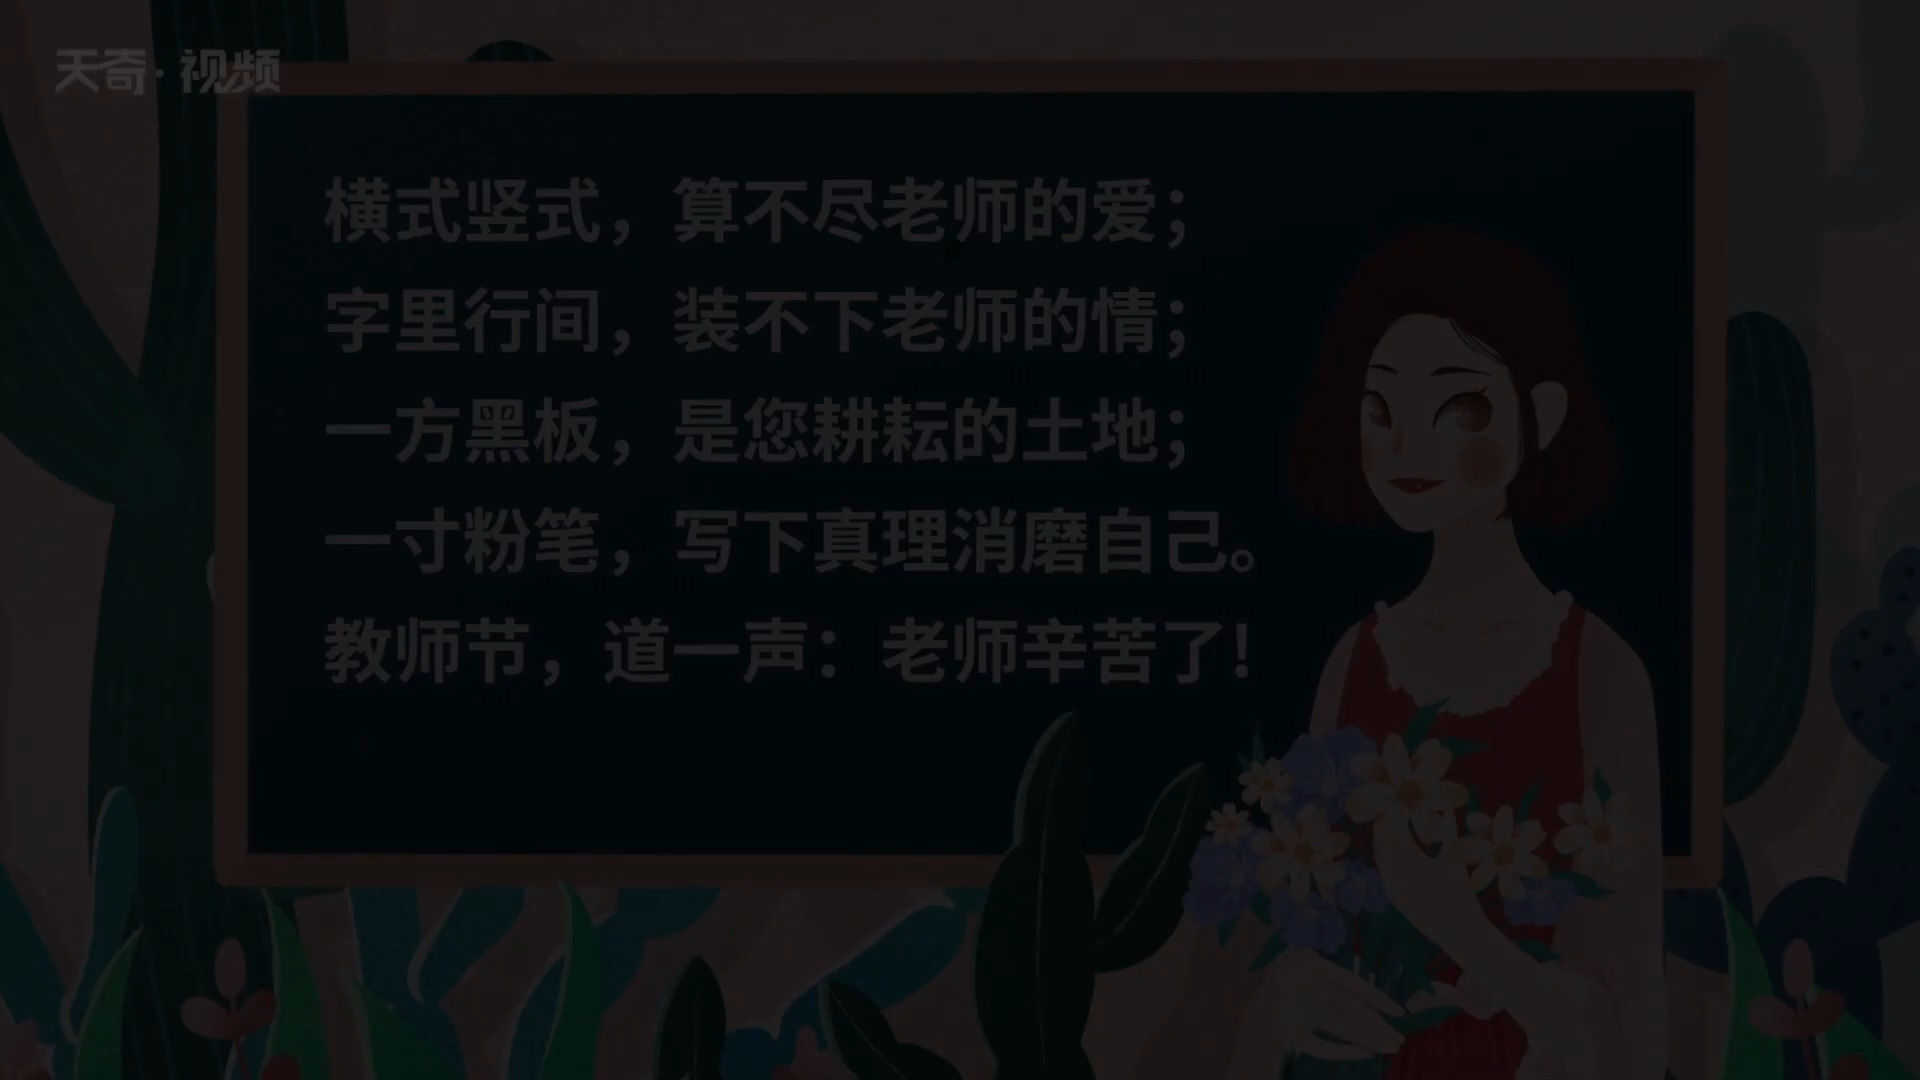 天奇·视频
横式竖式，算不尽老师的爱；
字里行间，装不下老师的情；
一方黑板，是您耕耘的土地；
一寸粉笔，写下真理消磨自己。
教师节，道一声：老师辛苦了！